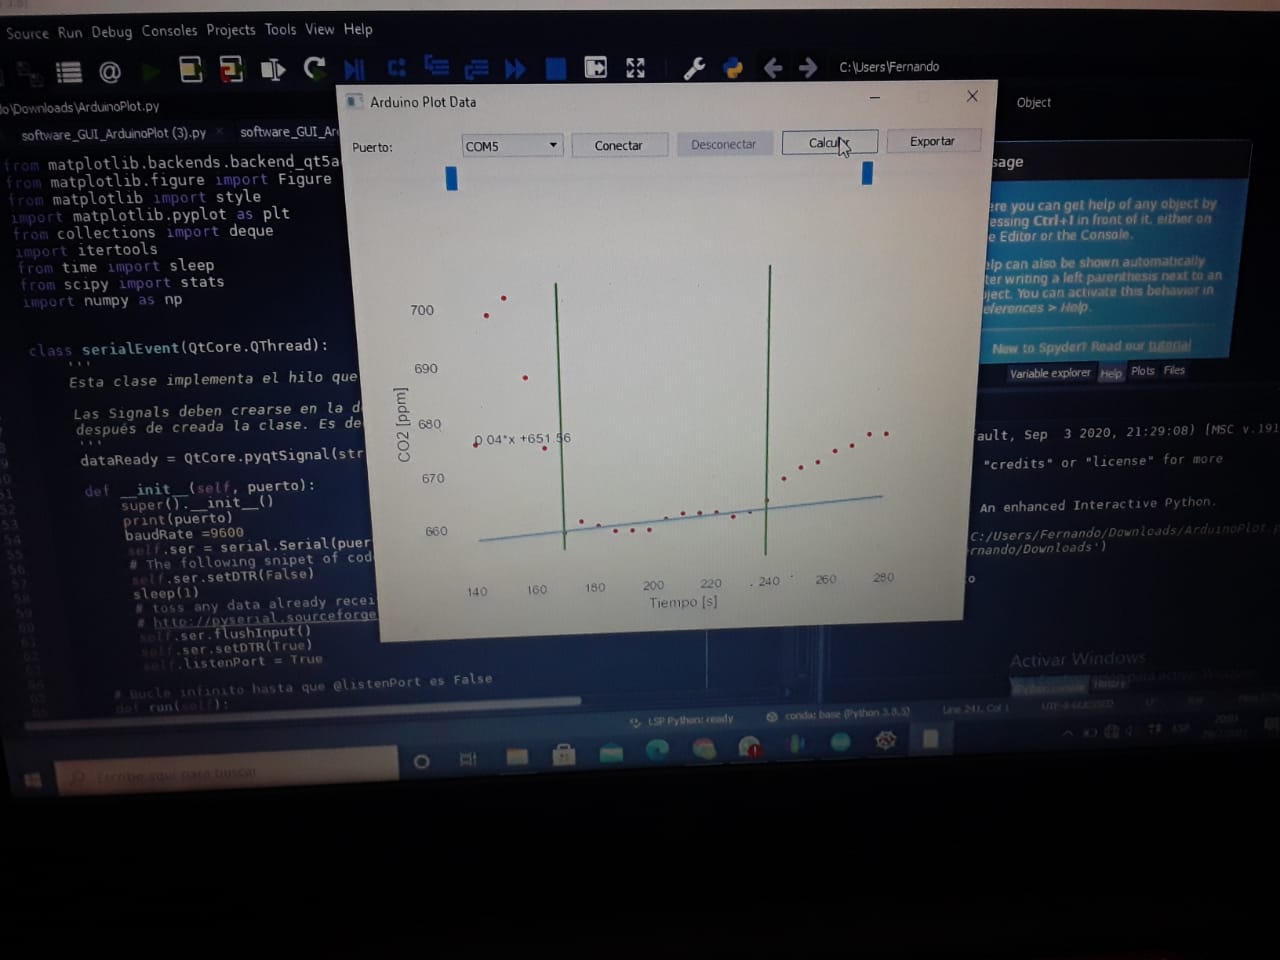 Source Run Debug Consoles Projects Tools View Help
C:\Users\Fernando
\Downloads\ArduinoPlot.py
software_GUI_ArduinoPlot (3).py
software_GUI_Ar
from matplotlib.backends.backend_qt5a
from matplotlib.figure import Figure
from matplotlib import style
import matplotlib.pyplot as plt
from collections import deque
import itertools
from time import sleep
from scipy import stats
import numpy as np
class serialEvent(QtCore.QThread):
'''
Esta clase implementa el hilo que
Las Signals deben crearse en la d
después de creada la clase. Es de
'''
dataReady = QtCore.pyqtSignal(str
def __init__(self, puerto):
super().__init__()
print(puerto)
baudRate =9600
self.ser = serial.Serial(puer
# The following snipet of cod
self.ser.setDTR(False)
sleep(1)
# toss any data already recei
# http://pyserial.sourceforge
self.ser.flushInput()
self.ser.setDTR(True)
self.listenPort = True
# Bucle infinito hasta que @listenPort es False
def run(self):
Arduino Plot Data
Puerto:
COM5
Conectar
Desconectar
Exportar
700
690
680
670
660
CO2 [ppm]
0.04*x +651.56
140 160 180 200 220 240 260 280
Tiempo [s]
Object
sage
ere you can get help of any object by
essing Ctrl+I in front of it, either on
e Editor or the Console.
elp can also be shown automatically
ter writing a left parenthesis next to an
ject. You can activate this behavior in
eferences > Help.
New to Spyder? Read our tutorial
Variable explorer Help Plots Files
ault, Sep 3 2020, 21:29:08) [MSC v.191
"credits" or "license" for more
An enhanced Interactive Python.
C:/Users/Fernando/Downloads/ArduinoPlot.p
rnando/Downloads')
Activar Windows
History
LSP Python: ready
conda: base (Python 3.8.5)
Line 241, Col 1
Escribe aquí para buscar
ESP